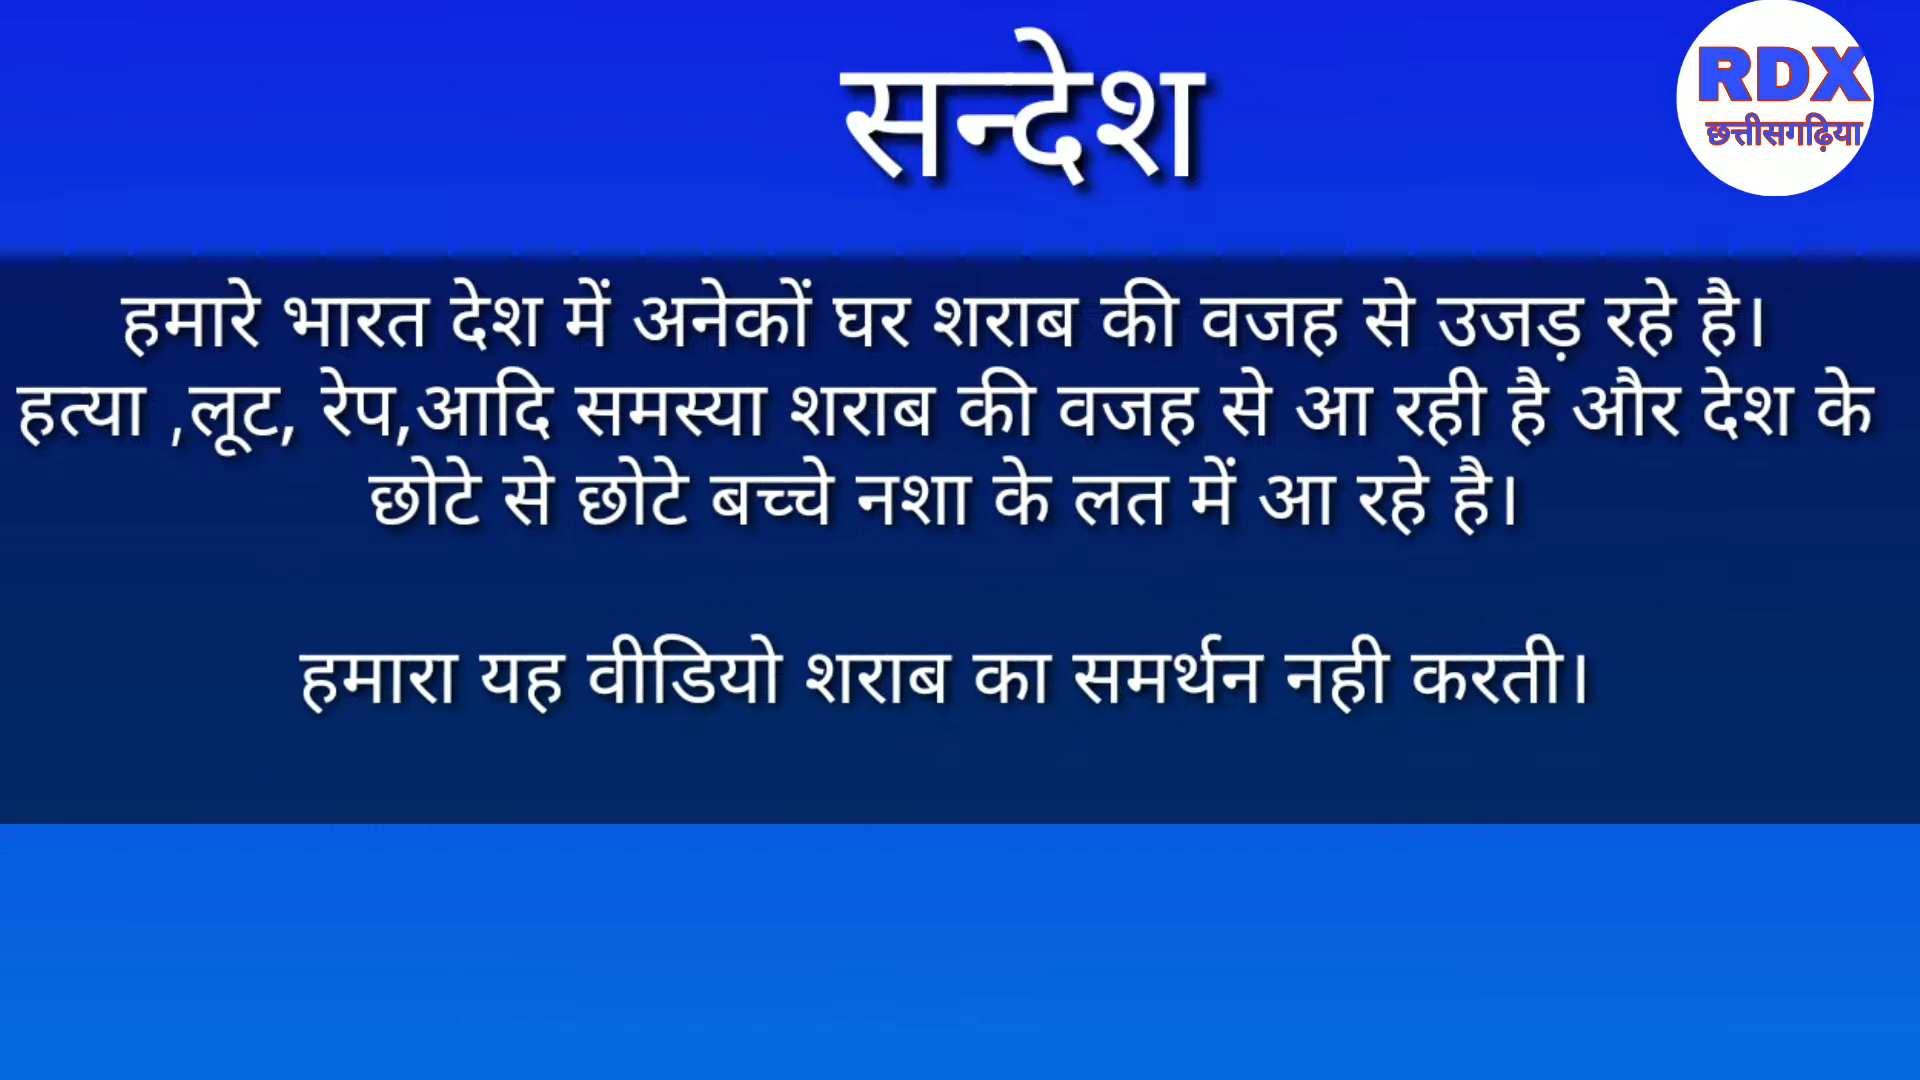 सन्देश
RDX
छत्तीसगढ़िया
हमारे भारत देश में अनेकों घर शराब की वजह से उजड़ रहे है।
हत्या ,लूट, रेप,आदि समस्या शराब की वजह से आ रही है और देश के
छोटे से छोटे बच्चे नशा के लत में आ रहे है।
हमारा यह वीडियो शराब का समर्थन नही करती।